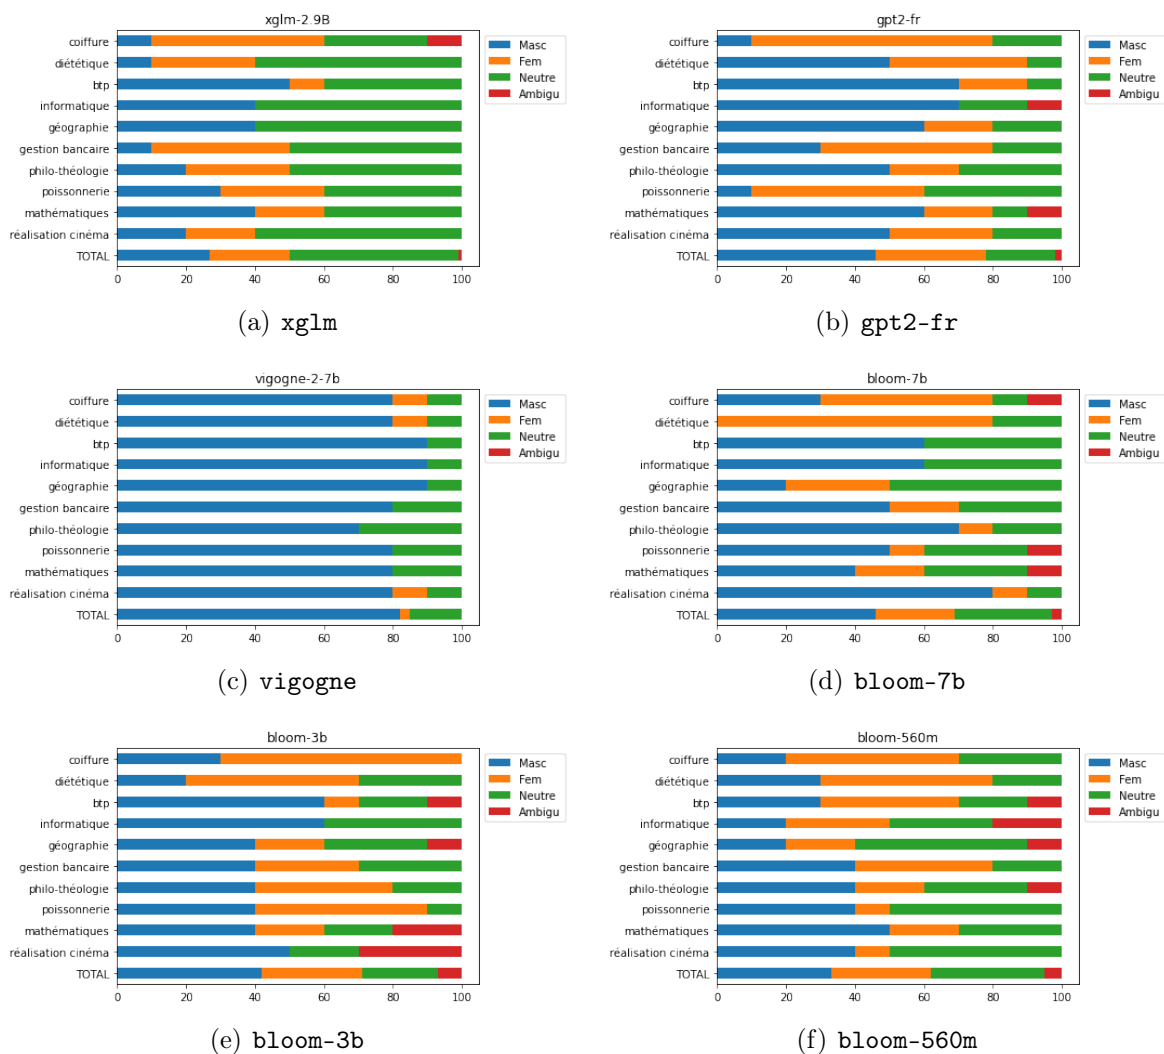 xglm-2.9B
coiffure
diététique
btp
informatique
géographie
gestion bancaire
philo-théologie
poissonnerie
mathématiques
réalisation cinéma
TOTAL
0 20 40 60 80 100
Masc
Fem
Neutre
Ambigu
(a) xglm
gpt2-fr
coiffure
diététique
btp
informatique
géographie
gestion bancaire
philo-théologie
poissonnerie
mathématiques
réalisation cinéma
TOTAL
0 20 40 60 80 100
Masc
Fem
Neutre
Ambigu
(b) gpt2-fr
vigogne-2-7b
coiffure
diététique
btp
informatique
géographie
gestion bancaire
philo-théologie
poissonnerie
mathématiques
réalisation cinéma
TOTAL
0 20 40 60 80 100
Masc
Fem
Neutre
Ambigu
(c) vigogne
bloom-7b
coiffure
diététique
btp
informatique
géographie
gestion bancaire
philo-théologie
poissonnerie
mathématiques
réalisation cinéma
TOTAL
0 20 40 60 80 100
Masc
Fem
Neutre
Ambigu
(d) bloom-7b
bloom-3b
coiffure
diététique
btp
informatique
géographie
gestion bancaire
philo-théologie
poissonnerie
mathématiques
réalisation cinéma
TOTAL
0 20 40 60 80 100
Masc
Fem
Neutre
Ambigu
(e) bloom-3b
bloom-560m
coiffure
diététique
btp
informatique
géographie
gestion bancaire
philo-théologie
poissonnerie
mathématiques
réalisation cinéma
TOTAL
0 20 40 60 80 100
Masc
Fem
Neutre
Ambigu
(f) bloom-560m